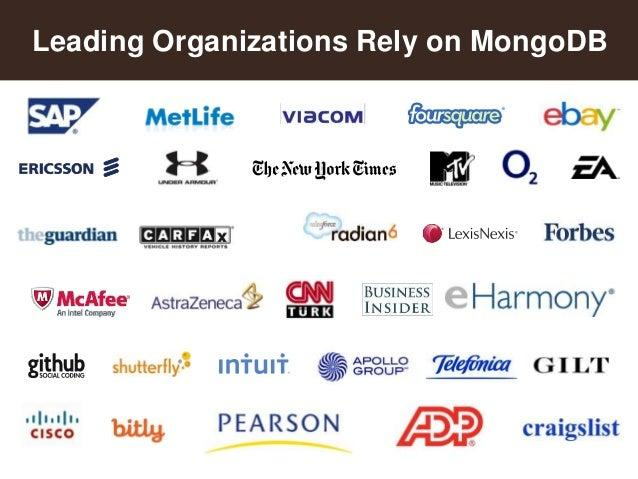 Leading Organizations Rely on MongoDB
SAP
MetLife
VIACOM
foursquare
ebay
ERICSSON
UNDER ARMOUR
The New York Times
MTV
MUSIC TELEVISION
O2
EA
theguardian
CARFAX
VEHICLE HISTORY REPORTS
salesforce
radian6
LexisNexis
Forbes
McAfee
An Intel Company
AstraZeneca
CNN
TÜRK
BUSINESS
INSIDER
eHarmony
github
SOCIAL CODING
shutterfly
intuit
APOLLO
GROUP
Telefónica
GILT
CISCO
bitly
PEARSON
ADP
craigslist